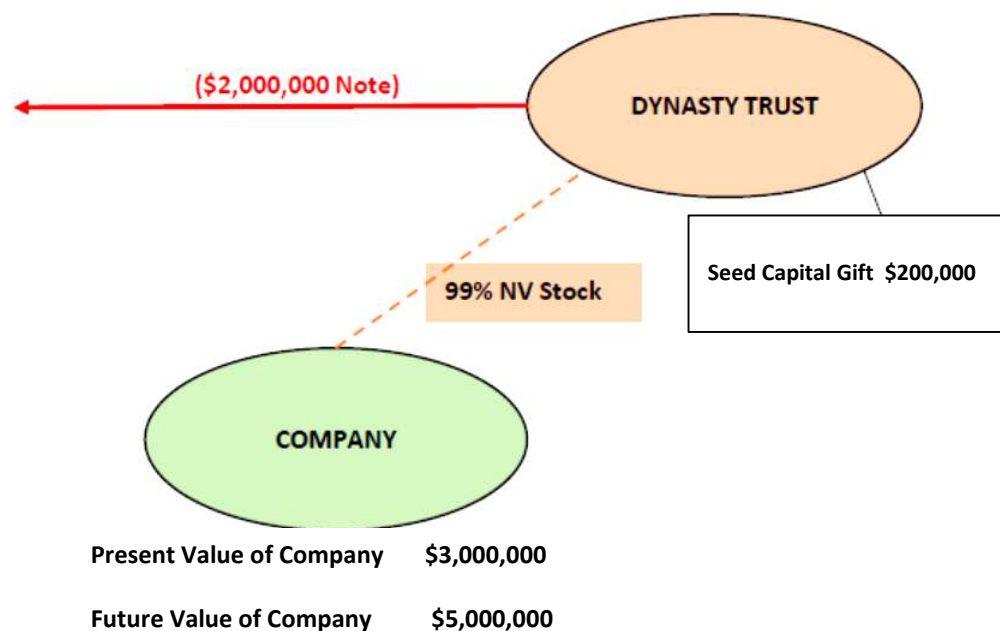 ($2,000,000 Note)
DYNASTY TRUST
Seed Capital Gift $200,000
99% NV Stock
COMPANY
Present Value of Company $3,000,000
Future Value of Company $5,000,000